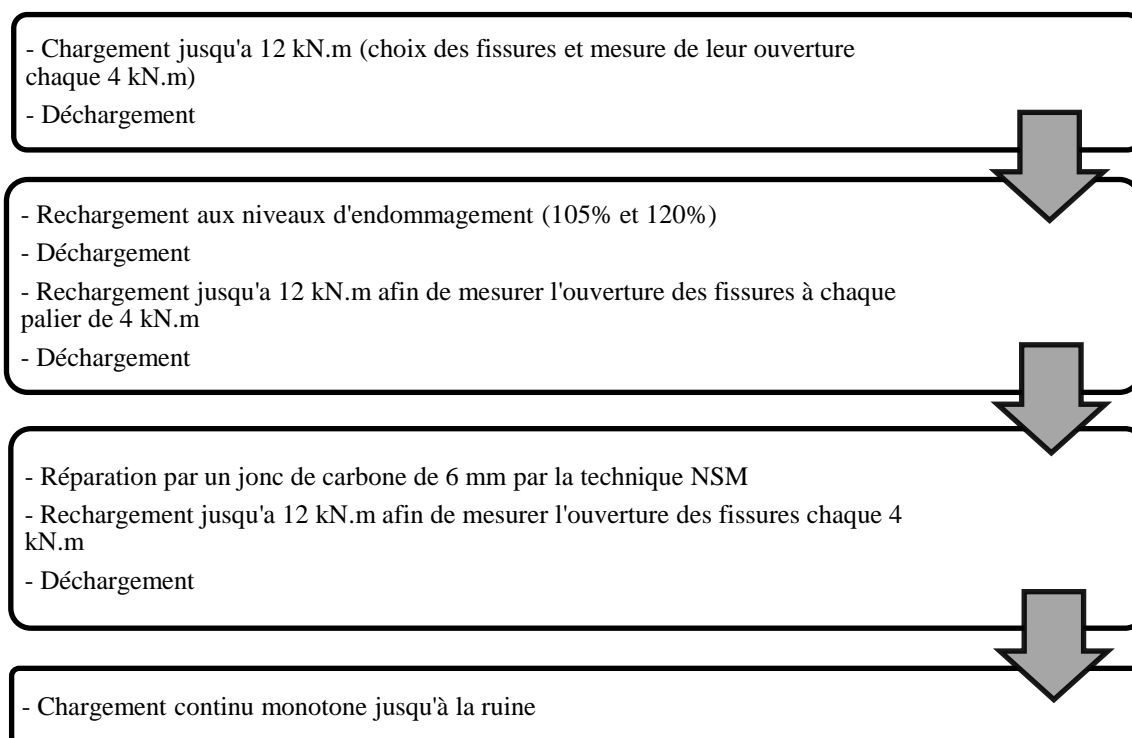 - Chargement jusqu'a 12 kN.m (choix des fissures et mesure de leur ouverture
chaque 4 kN.m)
- Déchargement
- Rechargement aux niveaux d'endommagement (105% et 120%)
- Déchargement
- Rechargement jusqu'a 12 kN.m afin de mesurer l'ouverture des fissures à chaque
palier de 4 kN.m
- Déchargement
- Réparation par un jonc de carbone de 6 mm par la technique NSM
- Rechargement jusqu'a 12 kN.m afin de mesurer l'ouverture des fissures chaque 4
kN.m
- Déchargement
- Chargement continu monotone jusqu'à la ruine